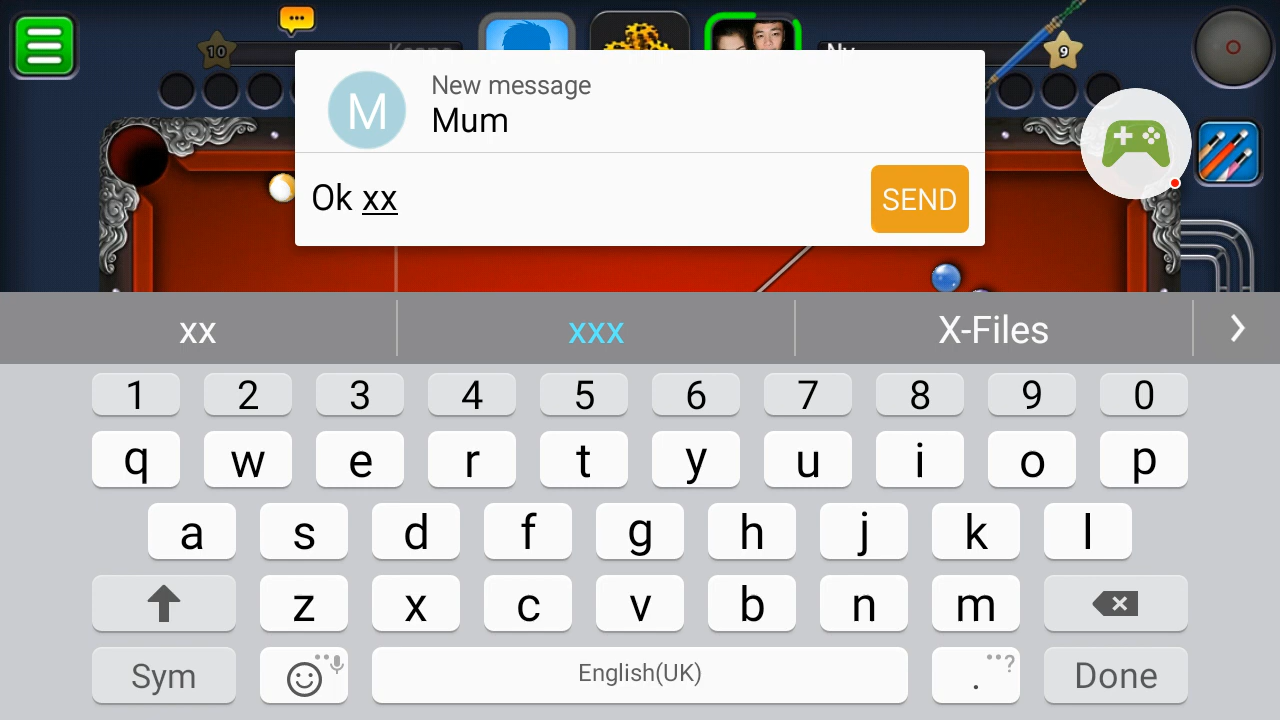 10
9
New message
M
Mum
Ok xx
SEND
xx xxx X-Files
1 2 3 4 5 6 7 8 9 0
q w e r t y u i o p
a s d f g h j k l
z x c v b n m
Sym English(UK) . ? Done